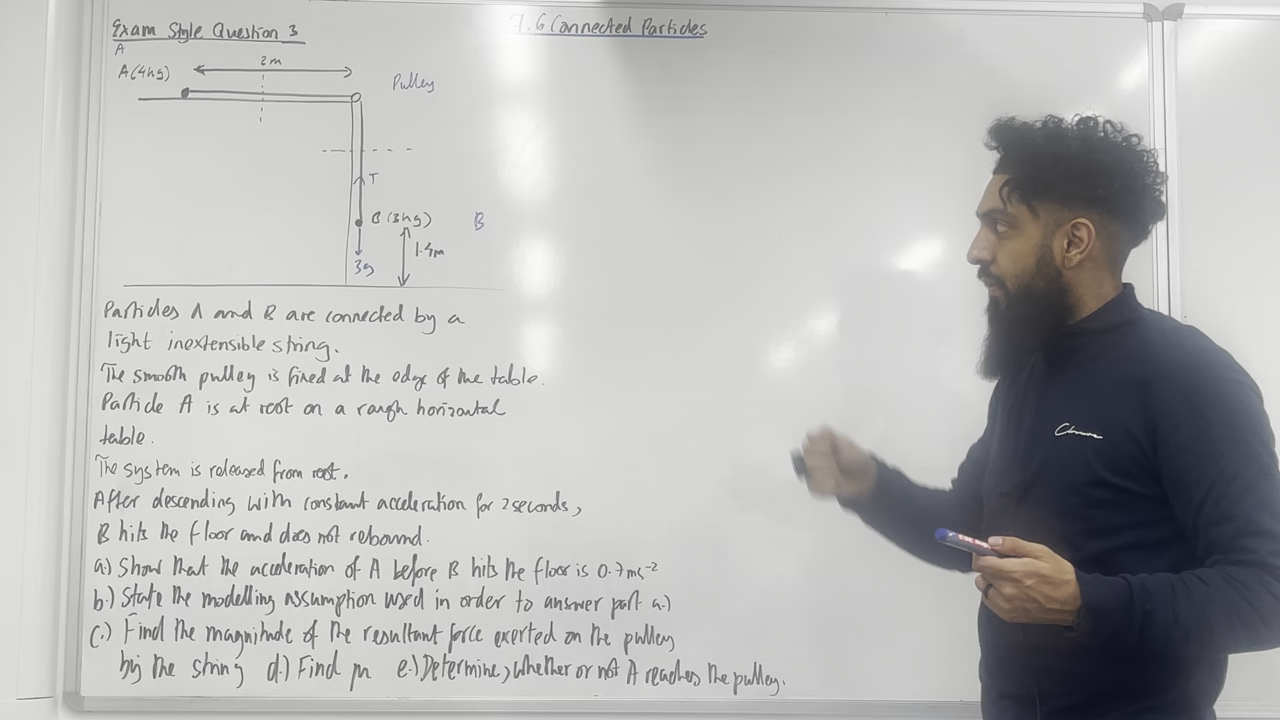 Exam Style Question 3
7.6 Connected Particles
A
A(4kg)
2m
Pulley
T
B (3kg)
B
1.4m
3g
Particles A and B are connected by a
light inextensible string.
The smooth pulley is fixed at the edge of the table.
Particle A is at rest on a rough horizontal
table.
The system is released from rest.
After descending with constant acceleration for 2 seconds,
B hits the floor and does not rebound.
a.) Show that the acceleration of A before B hits the floor is 0.7ms⁻²
b.) State the modelling assumption used in order to answer part a.)
c.) Find the magnitude of the resultant force exerted on the pulley
by the string d.) Find μ e.) Determine, whether or not A reaches the pulley.